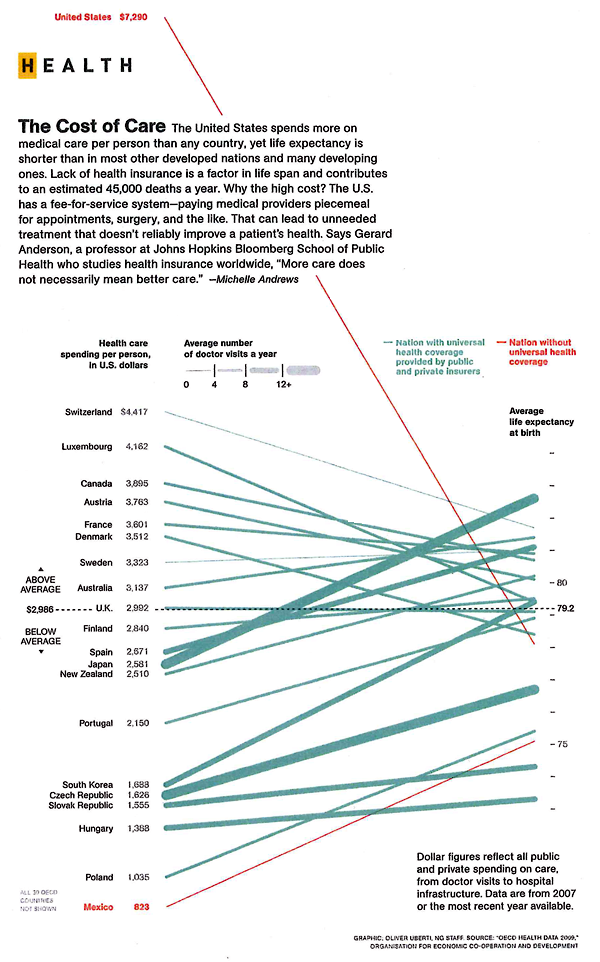 United States $7,290
HEALTH
The Cost of Care The United States spends more on
medical care per person than any country, yet life expectancy is
shorter than in most other developed nations and many developing
ones. Lack of health insurance is a factor in life span and contributes
to an estimated 45,000 deaths a year. Why the high cost? The U.S.
has a fee-for-service system—paying medical providers piecemeal
for appointments, surgery, and the like. That can lead to unneeded
treatment that doesn't reliably improve a patient's health. Says Gerard
Anderson, a professor at Johns Hopkins Bloomberg School of Public
Health who studies health insurance worldwide, "More care does
not necessarily mean better care." —Michelle Andrews
Health care
spending per person,
in U.S. dollars
Average number
of doctor visits a year
0 4 8 12+
Nation with universal
health coverage
provided by public
and private insurers
Nation without
universal health
coverage
Average
life expectancy
at birth
Switzerland $4,417
Luxembourg 4,162
Canada 3,895
Austria 3,763
France 3,601
Denmark 3,512
Sweden 3,323
ABOVE
AVERAGE
Australia 3,137
80
$2,986
U.K. 2,992
79.2
BELOW
AVERAGE
Finland 2,840
Spain 2,671
Japan 2,581
New Zealand 2,510
Portugal 2,150
75
South Korea 1,688
Czech Republic 1,626
Slovak Republic 1,555
Hungary 1,388
Poland 1,035
ALL 30 OECD
COUNTRIES
NOT SHOWN
Mexico 823
Dollar figures reflect all public
and private spending on care,
from doctor visits to hospital
infrastructure. Data are from 2007
or the most recent year available.
GRAPHIC: OLIVER UBERTI, NG STAFF. SOURCE: "OECD HEALTH DATA 2009,"
ORGANISATION FOR ECONOMIC CO-OPERATION AND DEVELOPMENT